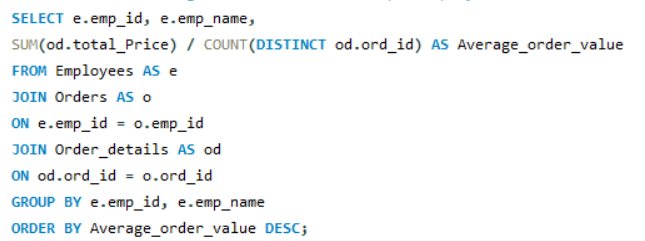 SELECT e.emp_id, e.emp_name,
SUM(od.total_Price) / COUNT(DISTINCT od.ord_id) AS Average_order_value
FROM Employees AS e
JOIN Orders AS o
ON e.emp_id = o.emp_id
JOIN Order_details AS od
ON od.ord_id = o.ord_id
GROUP BY e.emp_id, e.emp_name
ORDER BY Average_order_value DESC;